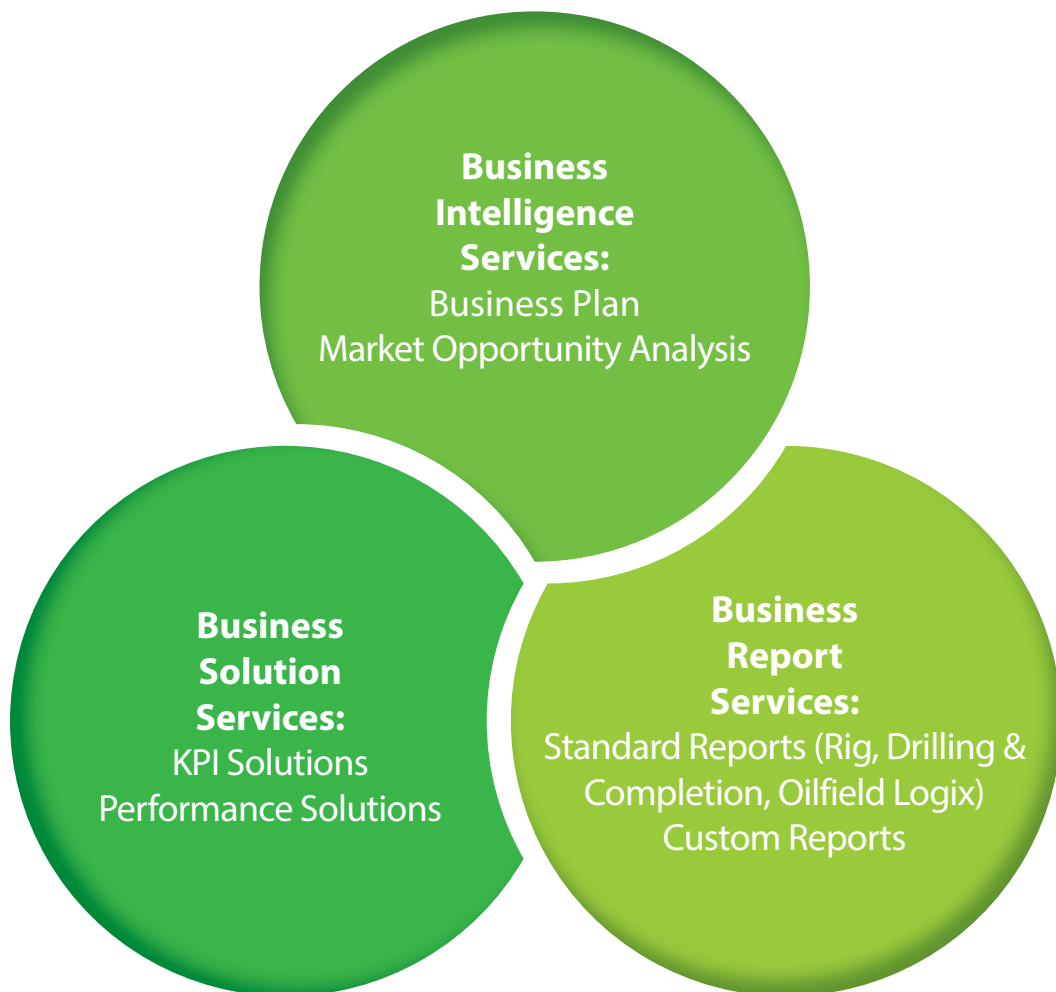 Business
Intelligence
Services:
Business Plan
Market Opportunity Analysis
Business
Solution
Services:
KPI Solutions
Performance Solutions
Business
Report
Services:
Standard Reports (Rig, Drilling &
Completion, Oilfield Logix)
Custom Reports